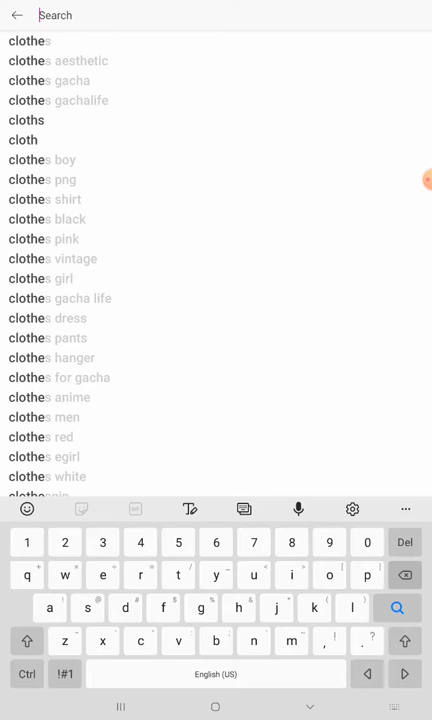 Search
clothes
clothes aesthetic
clothes gacha
clothes gachalife
cloths
cloth
clothes boy
clothes png
clothes shirt
clothes black
clothes pink
clothes vintage
clothes girl
clothes gacha life
clothes dress
clothes pants
clothes hanger
clothes for gacha
clothes anime
clothes men
clothes red
clothes egirl
clothes white
1 2 3 4 5 6 7 8 9 0 Del
q w e r t y u i o p
a s d f g h j k l
z x c v b n m , .
Ctrl !#1 English (US)